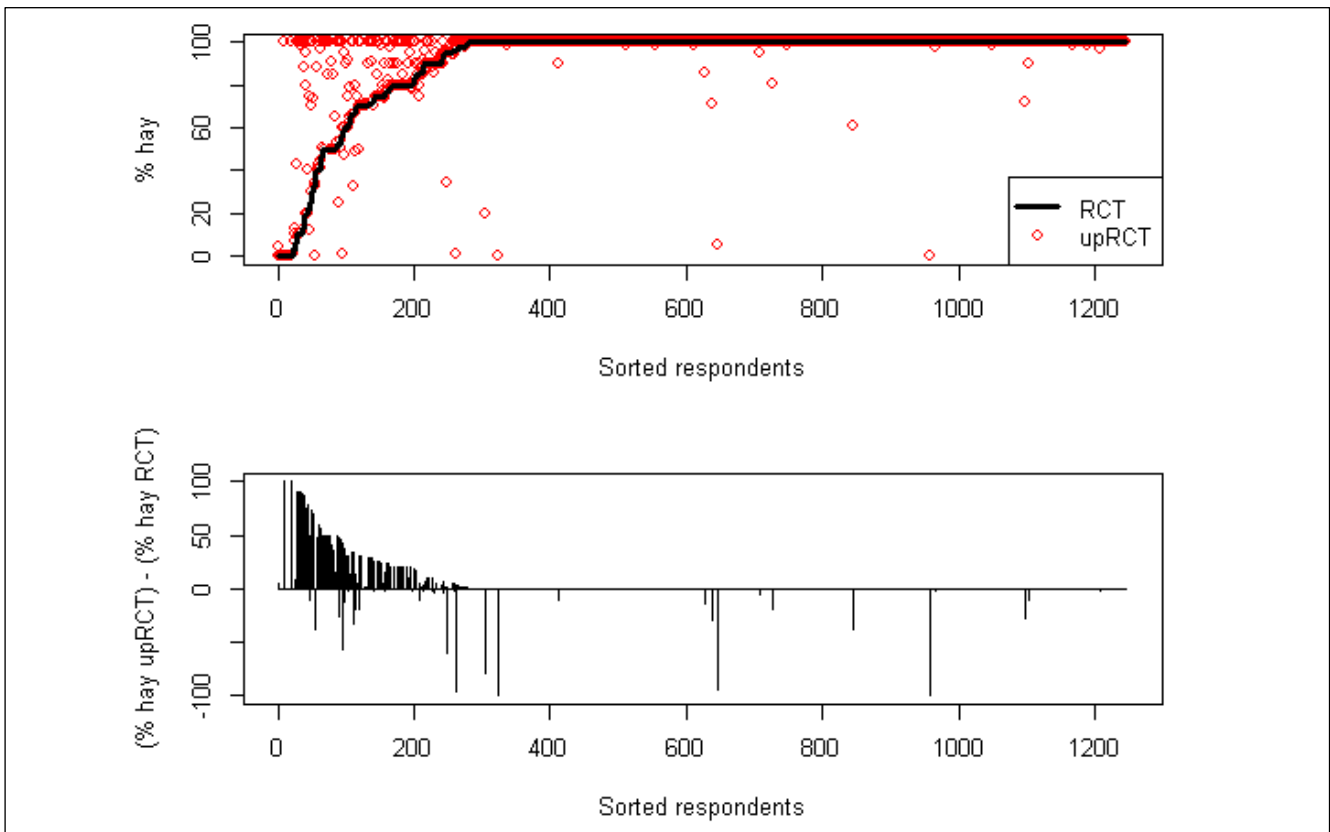 % hay
100
60
20
0
RCT
upRCT
0 200 400 600 800 1000 1200
Sorted respondents
(% hay upRCT) - (% hay RCT)
100
50
0
-100
0 200 400 600 800 1000 1200
Sorted respondents